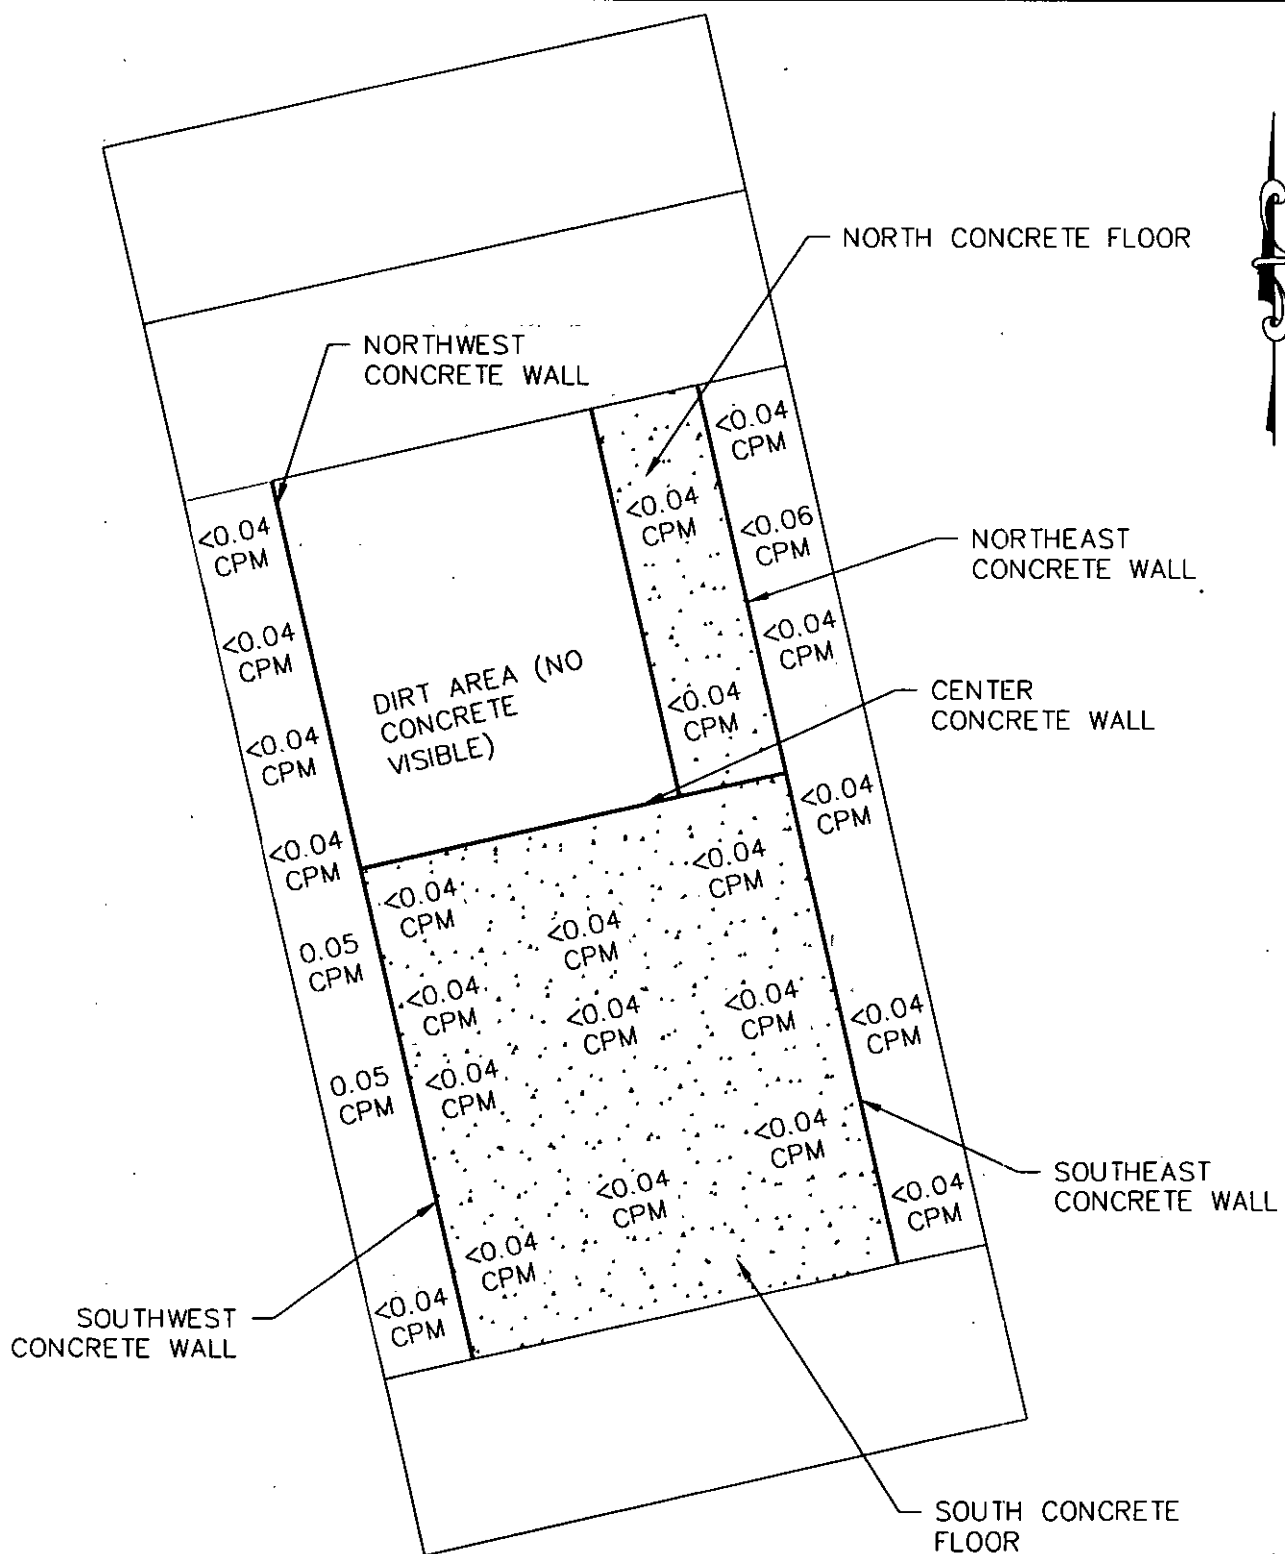 NORTH CONCRETE FLOOR
NORTHWEST
CONCRETE WALL
<0.04
CPM
<0.04
CPM
<0.04
CPM
<0.06
CPM
NORTHEAST
CONCRETE WALL
<0.04
CPM
<0.04
CPM
DIRT AREA (NO
CONCRETE
VISIBLE)
<0.04
CPM
CENTER
CONCRETE WALL
<0.04
CPM
<0.04
CPM
<0.04
CPM
<0.04
CPM
<0.04
CPM
<0.04
CPM
0.05
CPM
<0.04
CPM
<0.04
CPM
<0.04
CPM
<0.04
CPM
0.05
CPM
<0.04
CPM
<0.04
CPM
<0.04
CPM
<0.04
CPM
SOUTHEAST
CONCRETE WALL
<0.04
CPM
<0.04
CPM
<0.04
CPM
SOUTHWEST
CONCRETE WALL
SOUTH CONCRETE
FLOOR